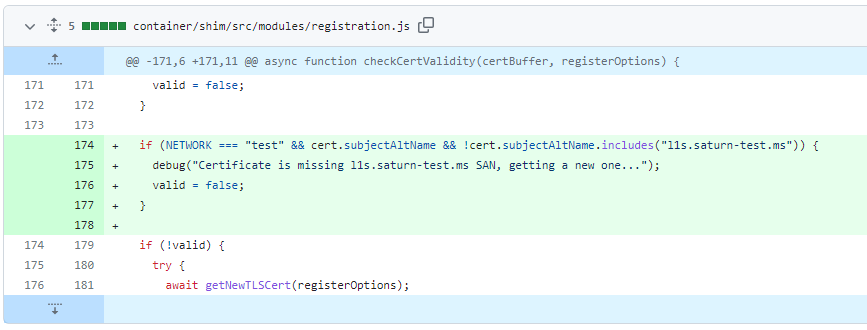 5 container/shim/src/modules/registration.js
@@ -171,6 +171,11 @@ async function checkCertValidity(certBuffer, registerOptions) {
171 171 valid = false;
172 172 }
173 173
174 + if (NETWORK === "test" && cert.subjectAltName && !cert.subjectAltName.includes("l1s.saturn-test.ms")) {
175 + debug("Certificate is missing l1s.saturn-test.ms SAN, getting a new one...");
176 + valid = false;
177 + }
178 +
174 179 if (!valid) {
175 180 try {
176 181 await getNewTLSCert(registerOptions);